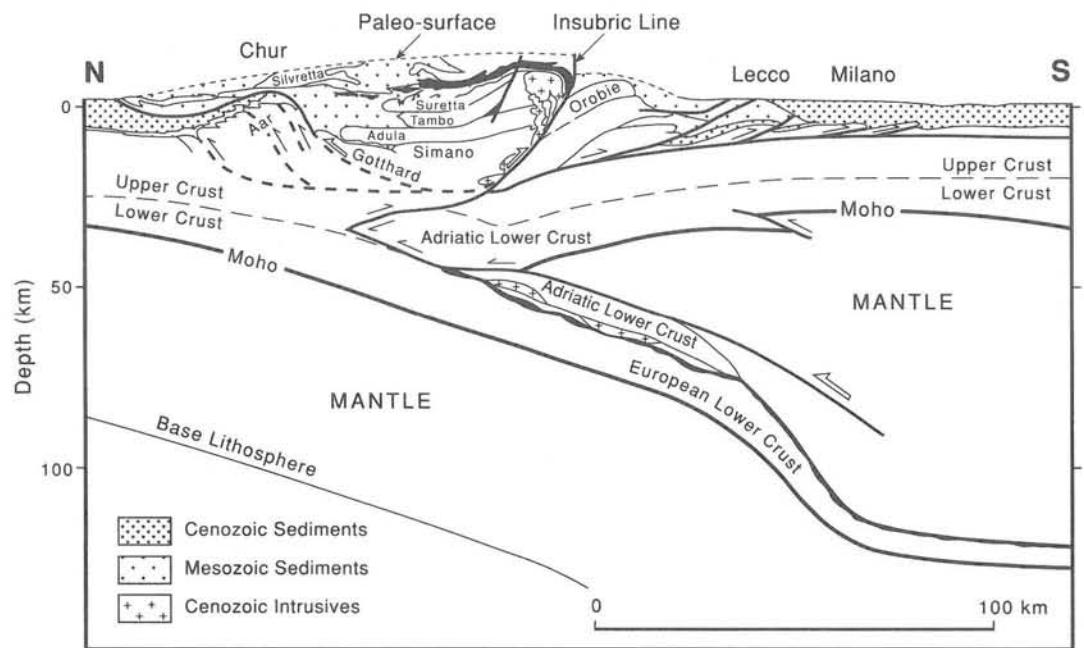 Paleo-surface
Insubric Line
Chur
N
S
Lecco
Milano
Silvretta
Suretta
Tambo
Adula
Simano
Orobie
Aar
Gotthard
0
50
100
Depth (km)
Upper Crust
Lower Crust
Moho
Upper Crust
Lower Crust
Moho
Adriatic Lower Crust
Adriatic Lower Crust
European Lower Crust
MANTLE
MANTLE
Base Lithosphere
Cenozoic Sediments
Mesozoic Sediments
Cenozoic Intrusives
0
100 km